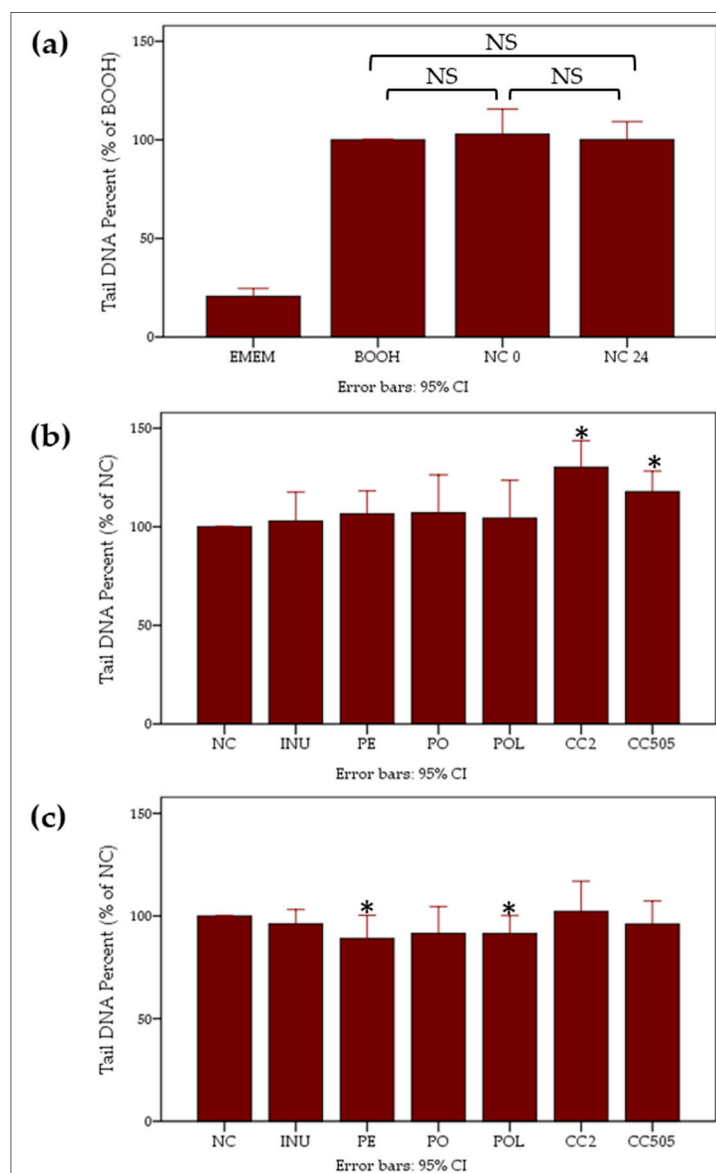 (a)
Tail DNA Percent (% of BOOH)
150
100
50
0
NS
NS NS
EMEM BOOH NC 0 NC 24
Error bars: 95% CI
(b)
Tail DNA Percent (% of NC)
150
100
50
0
* *
NC INU PE PO POL CC2 CC505
Error bars: 95% CI
(c)
Tail DNA Percent (% of NC)
150
100
50
0
* *
NC INU PE PO POL CC2 CC505
Error bars: 95% CI